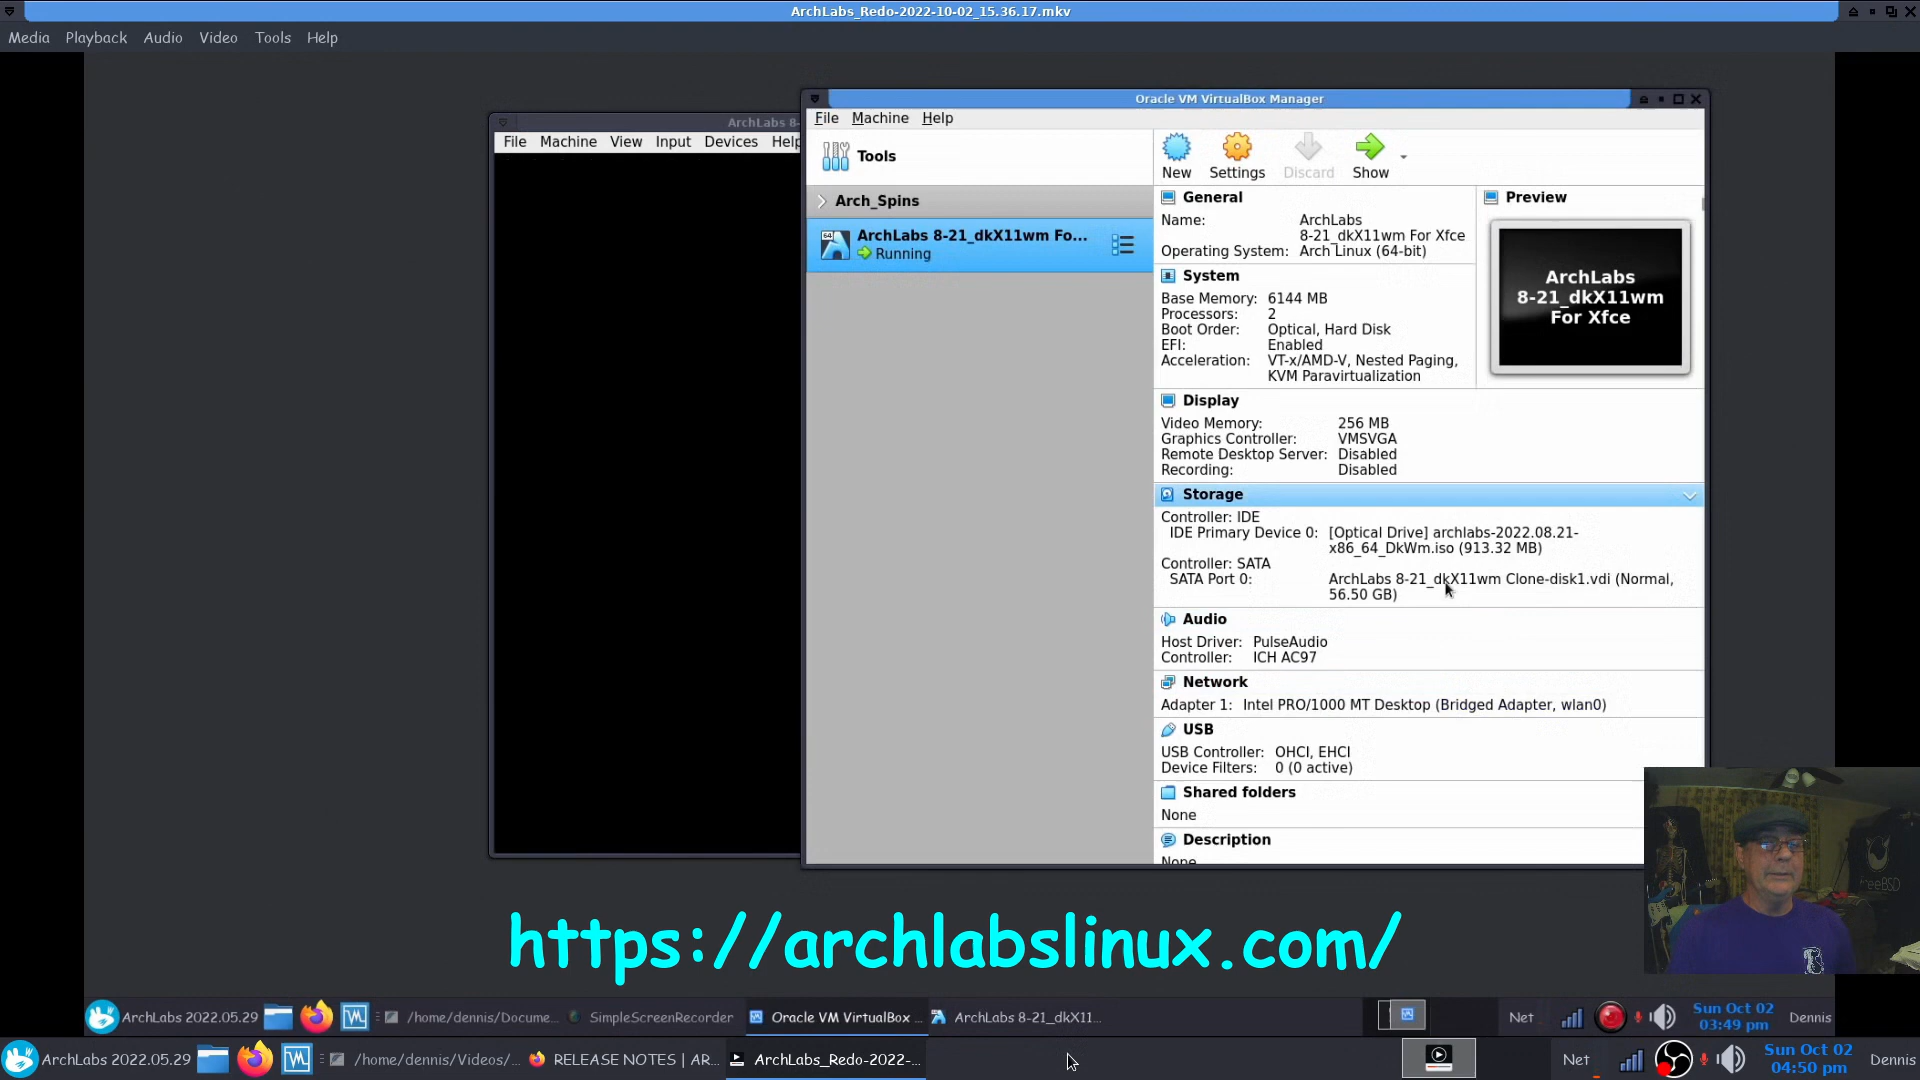 ArchLabs_Redo-2022-10-02_15.36.17.mkv
Media Playback Audio Video Tools Help
ArchLabs 8-
File Machine View Input Devices Help
Oracle VM VirtualBox Manager
File Machine Help
Tools
New Settings Discard Show
Arch_Spins
64
ArchLabs 8-21_dkX11wm Fo...
Running
General
Name: ArchLabs
8-21_dkX11wm For Xfce
Operating System: Arch Linux (64-bit)
Preview
ArchLabs
8-21_dkX11wm
For Xfce
System
Base Memory: 6144 MB
Processors: 2
Boot Order: Optical, Hard Disk
EFI: Enabled
Acceleration: VT-x/AMD-V, Nested Paging,
KVM Paravirtualization
Display
Video Memory: 256 MB
Graphics Controller: VMSVGA
Remote Desktop Server: Disabled
Recording: Disabled
Storage
Controller: IDE
IDE Primary Device 0: [Optical Drive] archlabs-2022.08.21-
x86_64_DkWm.iso (913.32 MB)
Controller: SATA
SATA Port 0: ArchLabs 8-21_dkX11wm Clone-disk1.vdi (Normal,
56.50 GB)
Audio
Host Driver: PulseAudio
Controller: ICH AC97
Network
Adapter 1: Intel PRO/1000 MT Desktop (Bridged Adapter, wlan0)
USB
USB Controller: OHCI, EHCI
Device Filters: 0 (0 active)
Shared folders
None
Description
None
freeBSD
https://archlabslinux.com/
ArchLabs 2022.05.29 /home/dennis/Docume... SimpleScreenRecorder Oracle VM VirtualBox ... ArchLabs 8-21_dkX11... Net Sun Oct 02 Dennis
03:49 pm
ArchLabs 2022.05.29 /home/dennis/Videos/... RELEASE NOTES | AR... ArchLabs_Redo-2022-... Net Sun Oct 02 Dennis
04:50 pm